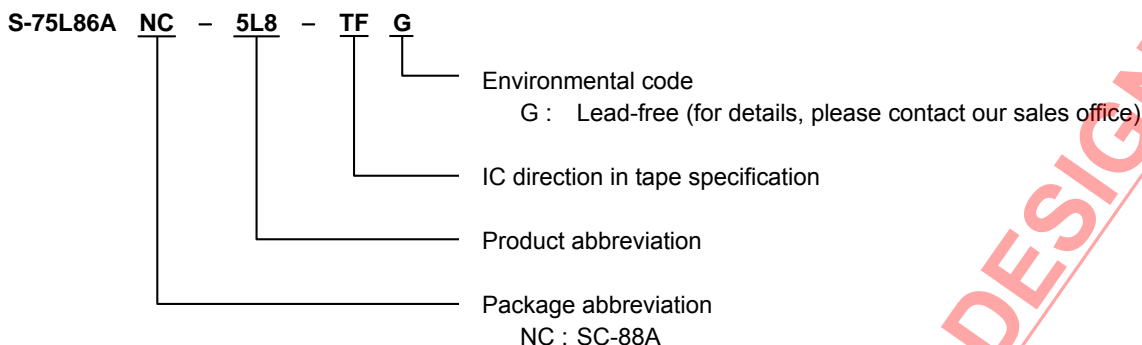 S-75L86A NC – 5L8 – TF G
Environmental code
G : Lead-free (for details, please contact our sales office)
IC direction in tape specification
Product abbreviation
Package abbreviation
NC : SC-88A
DESIGN